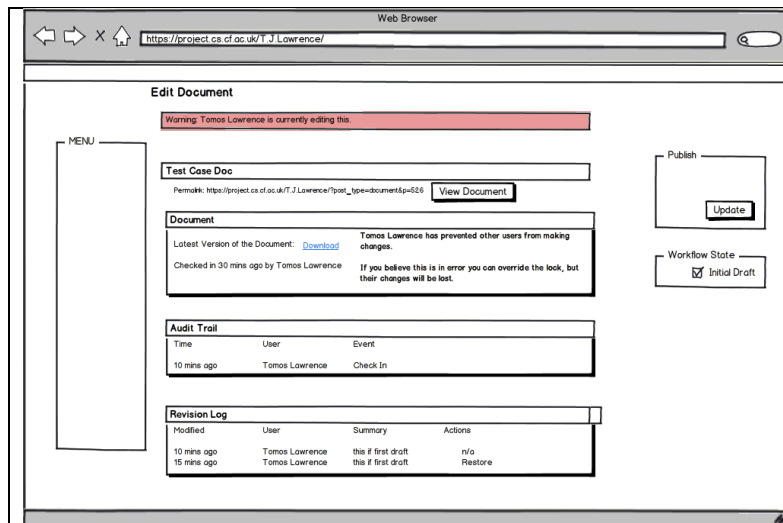 Web Browser
https://project.cs.cf.ac.uk/T.J.Lawrence/
Edit Document
Warning: Tomos Lawrence is currently editing this.
MENU
Test Case Doc
Permalink: https://project.cs.cf.ac.uk/T.J.Lawrence/?post_type=document&p=526
View Document
Document
Latest Version of the Document: Download
Checked in 30 mins ago by Tomos Lawrence
Tomos Lawrence has prevented other users from making
changes.
If you believe this is in error you can override the lock, but
their changes will be lost.
Audit Trail
Time User Event
10 mins ago Tomos Lawrence Check In
Revision Log
Modified User Summary Actions
10 mins ago Tomos Lawrence this if first draft n/a
15 mins ago Tomos Lawrence this if first draft Restore
Publish
Update
Workflow State
Initial Draft